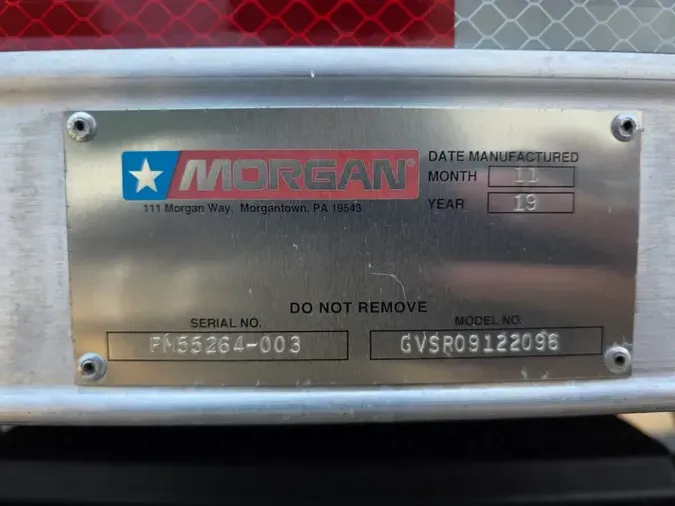 MORGAN®
111 Morgan Way, Morgantown, PA 19543
DATE MANUFACTURED
MONTH 11
YEAR 19
DO NOT REMOVE
SERIAL NO.
PM55264-003
MODEL NO.
GVSR09122096